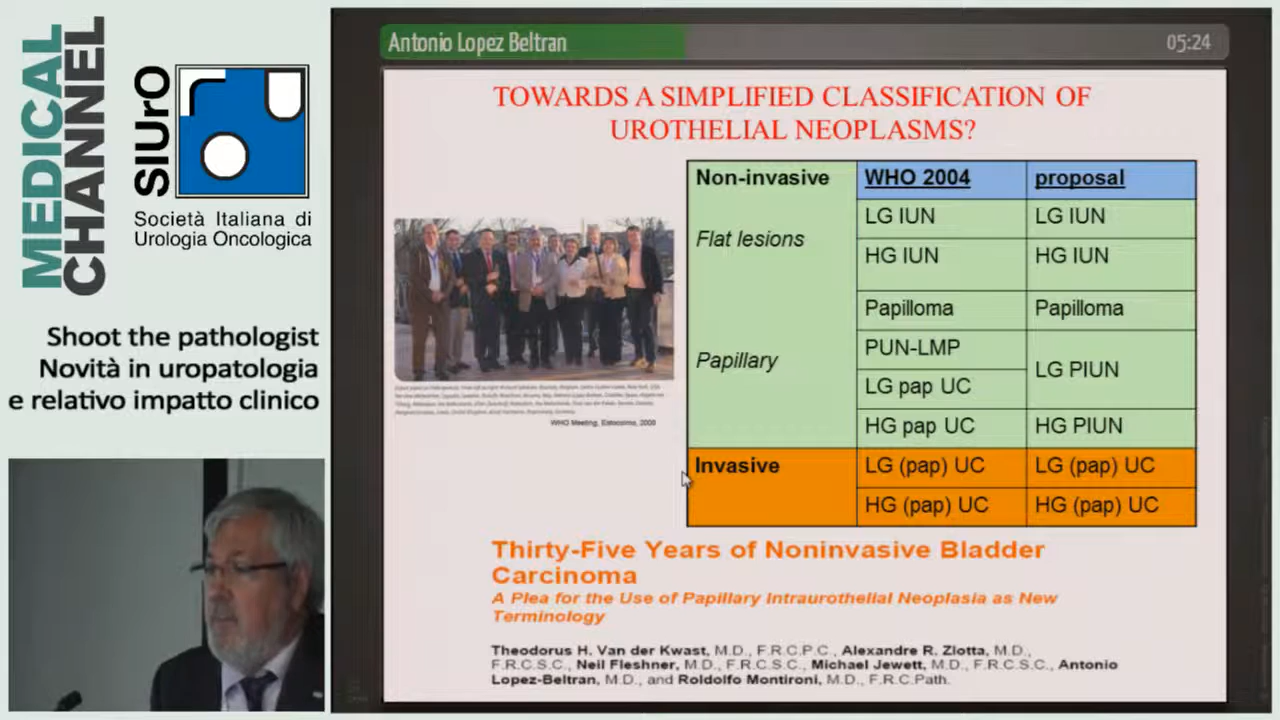 MEDICAL
CHANNEL
SIUrO
Società Italiana di
Urologia Oncologica
Shoot the pathologist
Novità in uropatologia
e relativo impatto clinico
Antonio Lopez Beltran
05:24
TOWARDS A SIMPLIFIED CLASSIFICATION OF
UROTHELIAL NEOPLASMS?
Non-invasive WHO 2004 proposal
Flat lesions
LG IUN LG IUN
HG IUN HG IUN
Papillary
Papilloma Papilloma
PUN-LMP
LG PIUN
LG pap UC
HG pap UC HG PIUN
Invasive LG (pap) UC LG (pap) UC
HG (pap) UC HG (pap) UC
WHO Meeting, Estocolmo, 2008
Thirty-Five Years of Noninvasive Bladder
Carcinoma
A Plea for the Use of Papillary Intraurothelial Neoplasia as New
Terminology
Theodorus H. Van der Kwast, M.D., F.R.C.P.C., Alexandre R. Zlotta, M.D.,
F.R.C.S.C., Neil Fleshner, M.D., F.R.C.S.C., Michael Jewett, M.D., F.R.C.S.C., Antonio
Lopez-Beltran, M.D., and Roldolfo Montironi, M.D., F.R.C.Path.